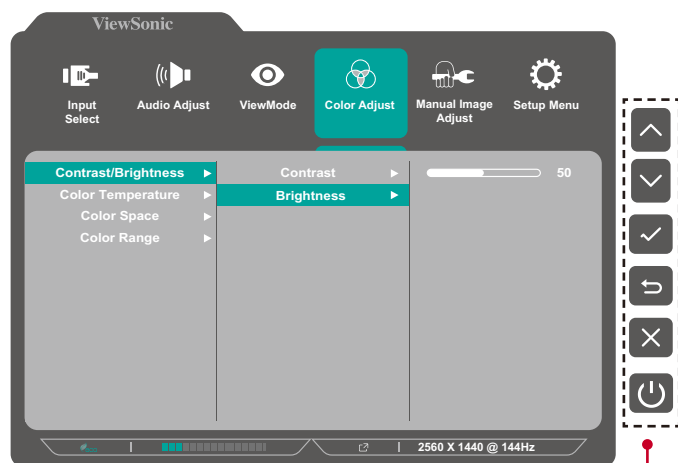 ViewSonic
Input
Select
Audio Adjust
ViewMode
Color Adjust
Manual Image
Adjust
Setup Menu
Contrast/Brightness
Contrast
50
Color Temperature
Brightness
Color Space
Color Range
2560 X 1440 @ 144Hz